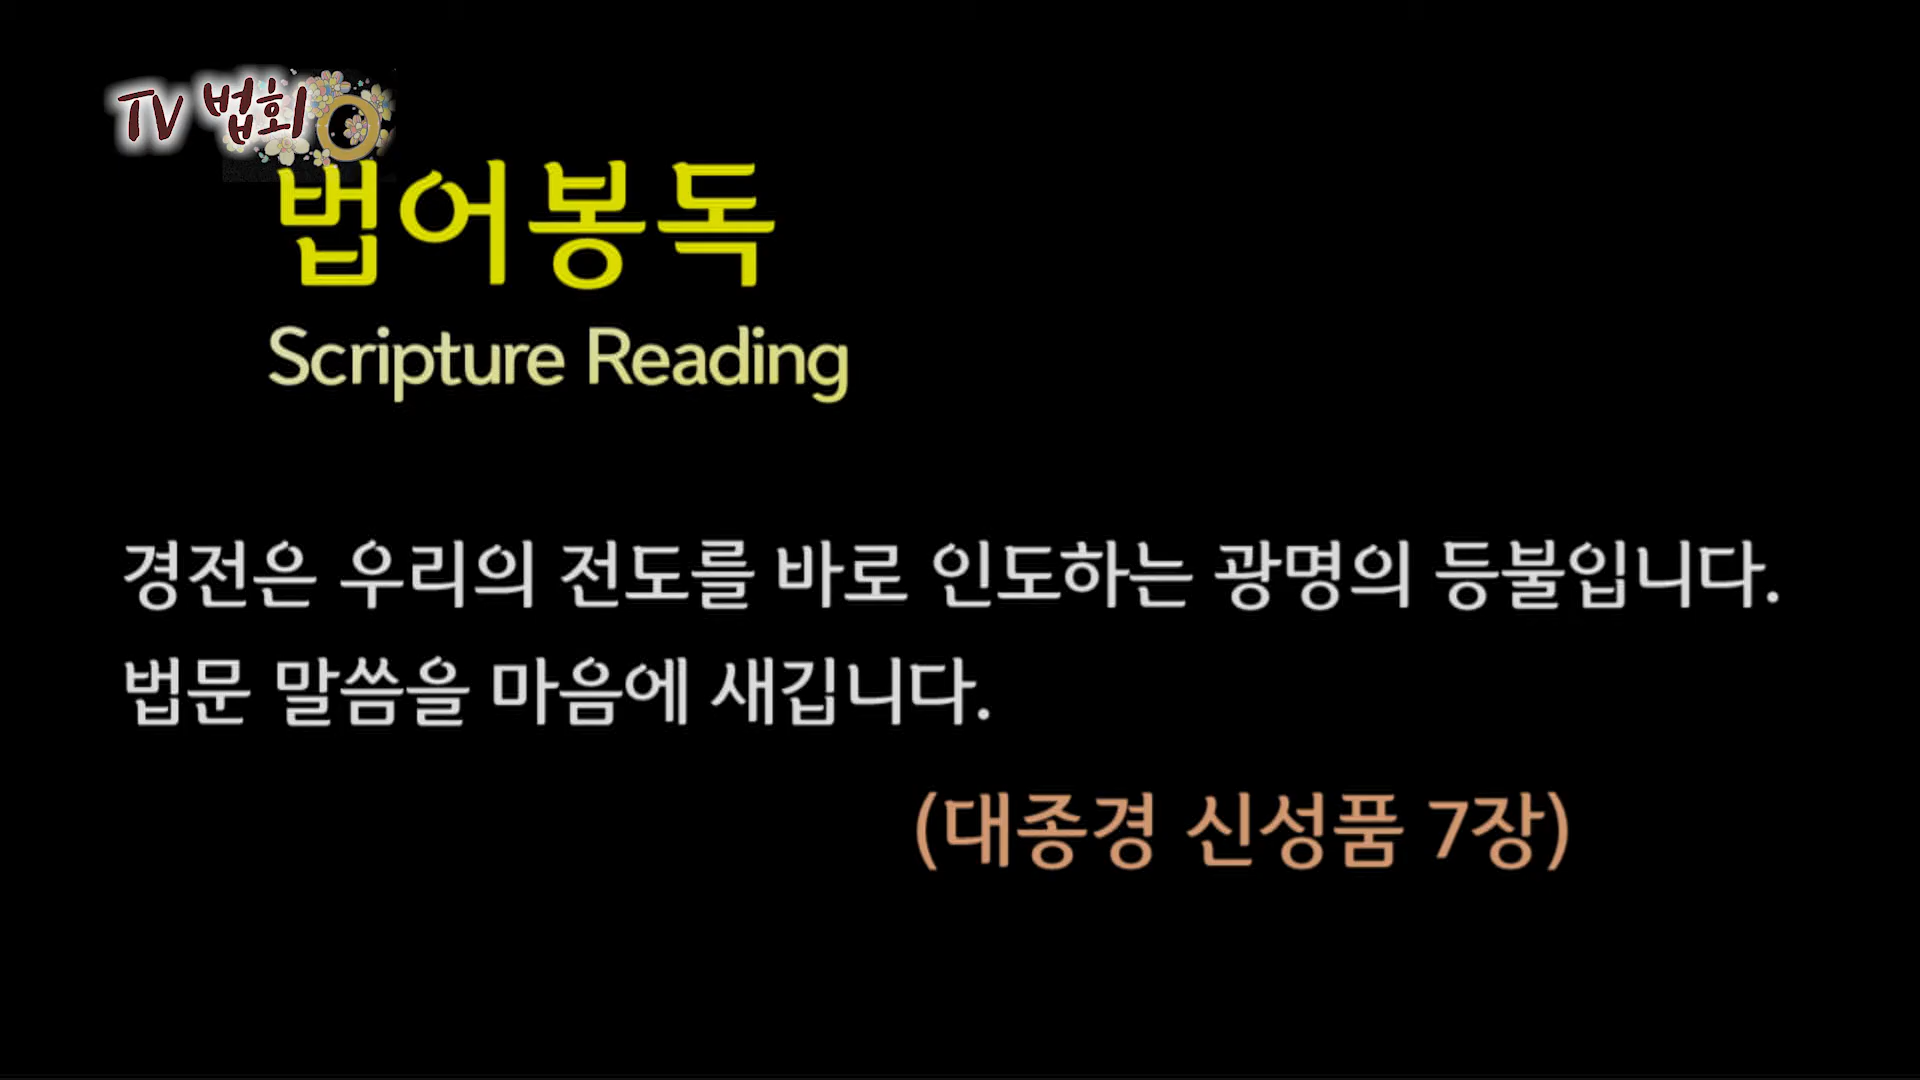 TV 법회
법어봉독
Scripture Reading
경전은 우리의 전도를 바로 인도하는 광명의 등불입니다.
법문 말씀을 마음에 새깁니다.
(대종경 신성품 7장)